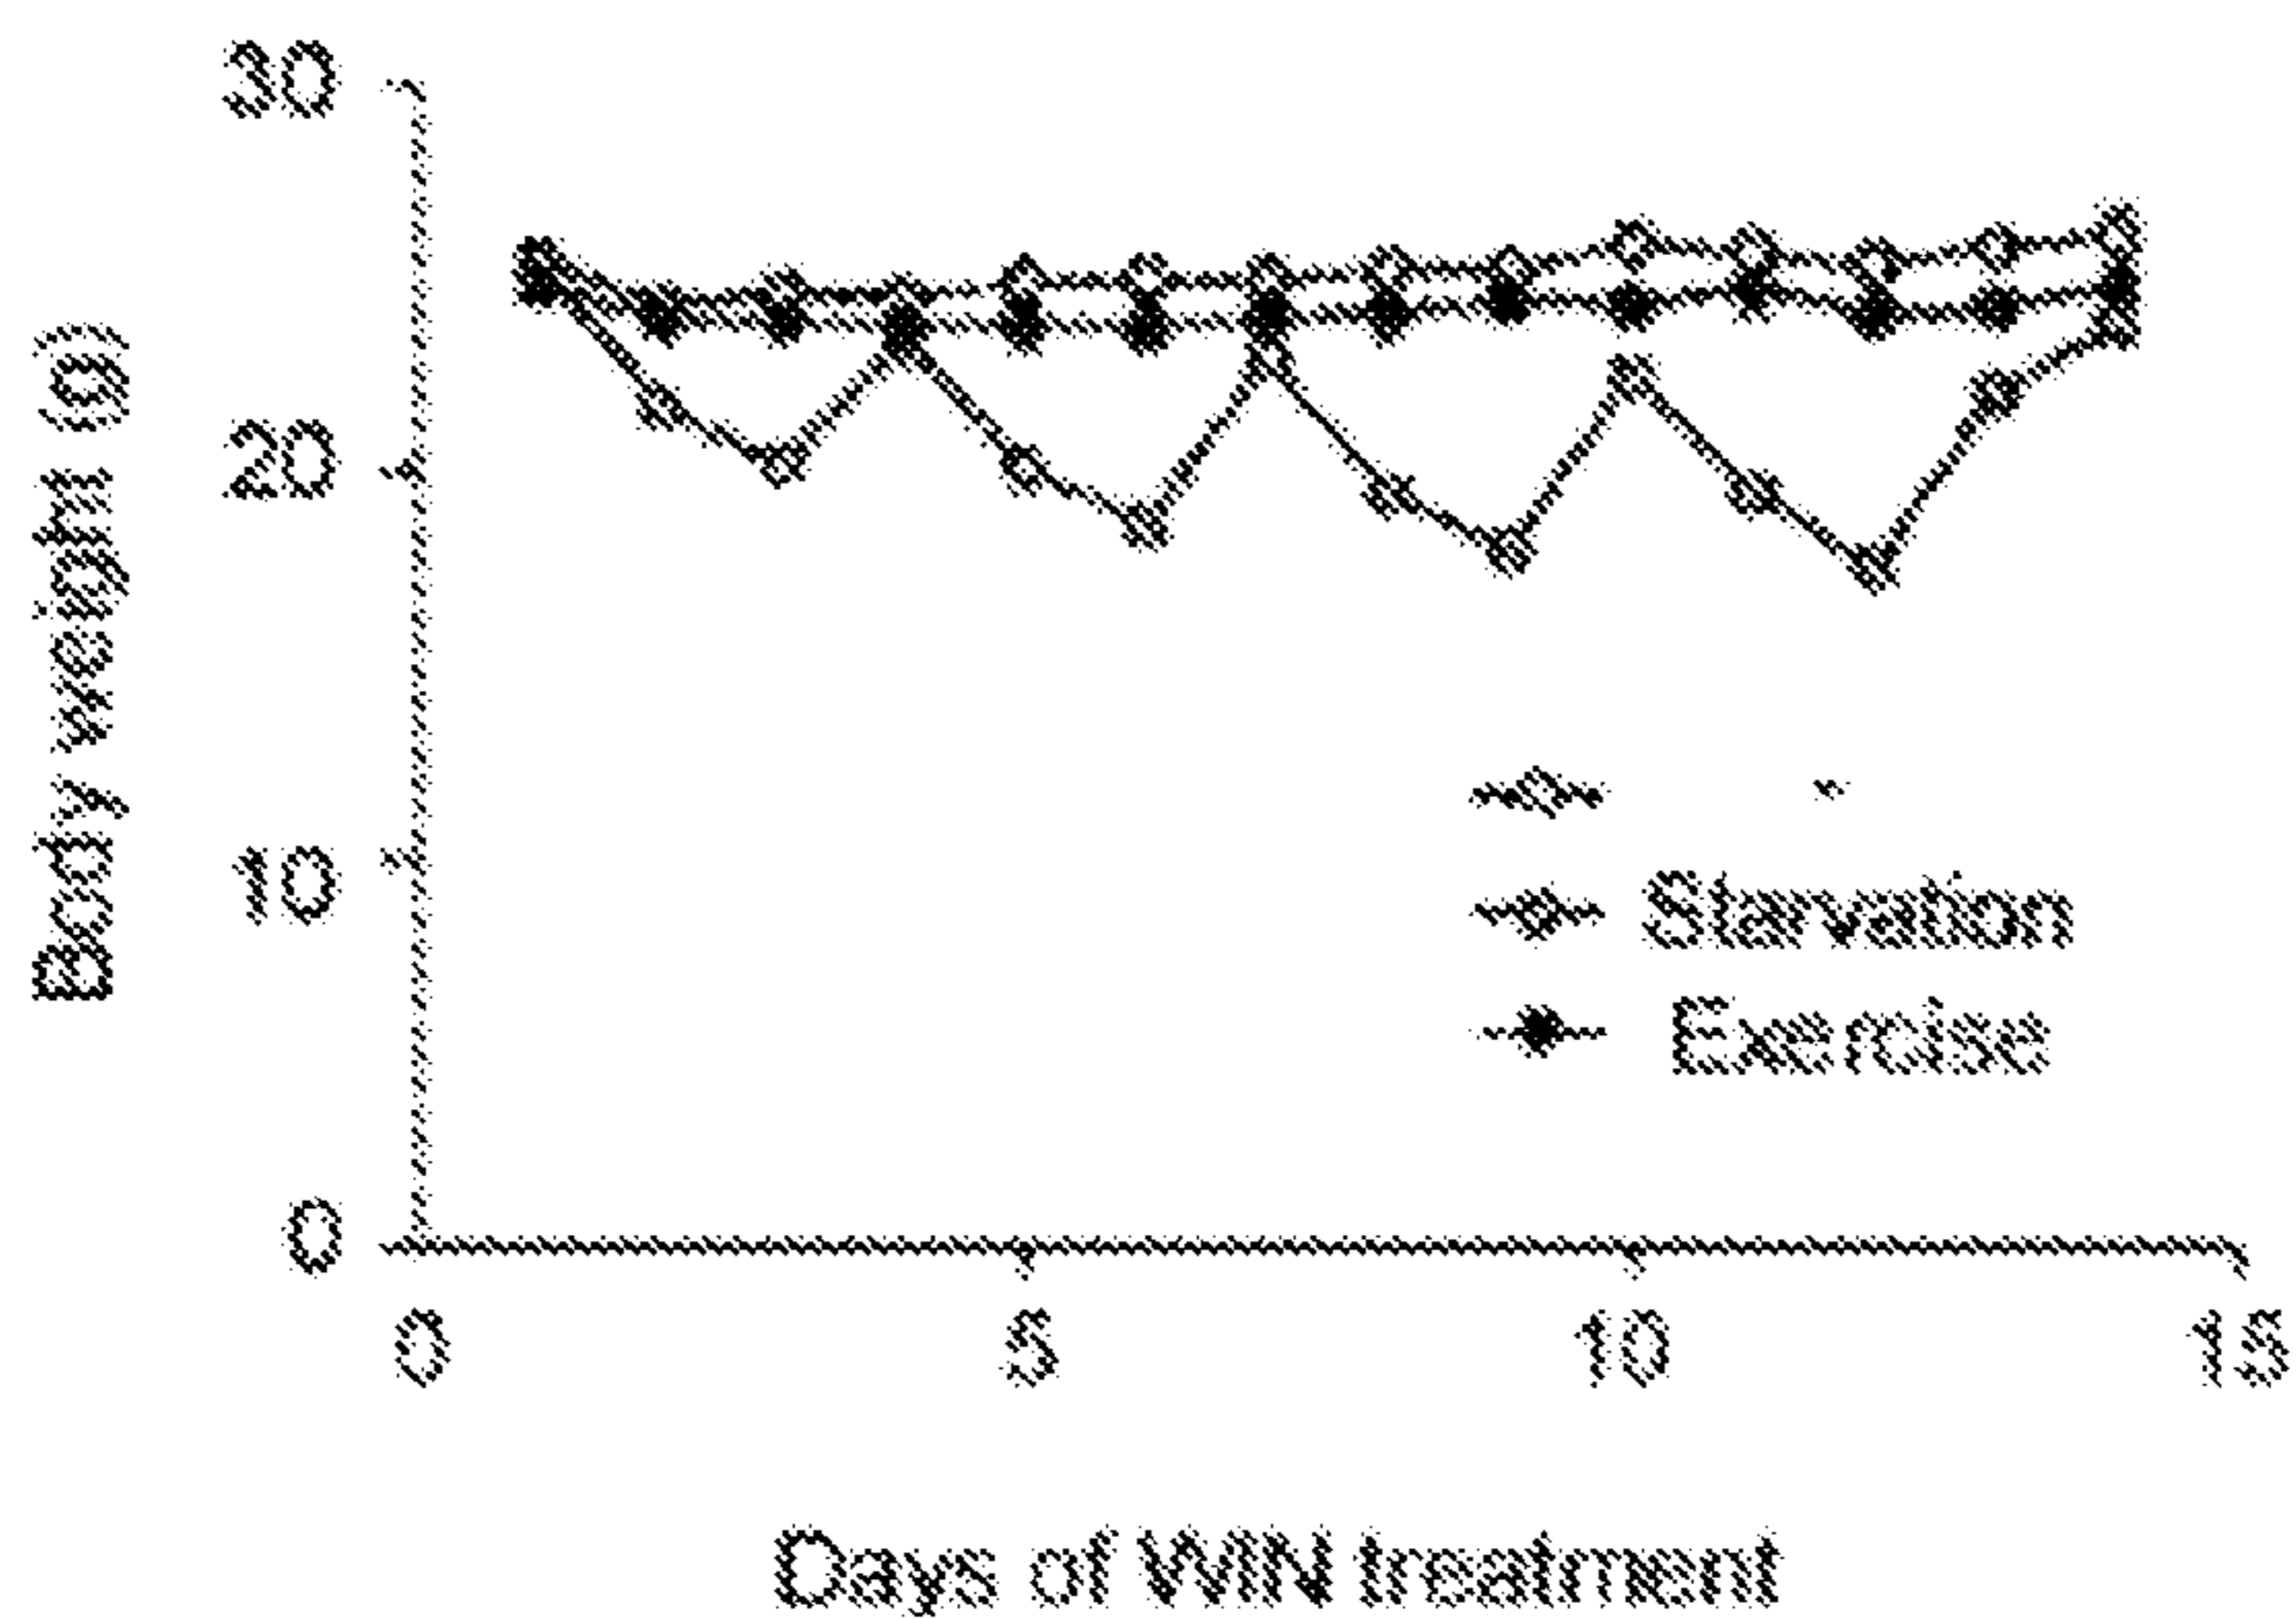 30
20
10
0
Body weight (g)
Starvation
Exercise
0 5 10 15
Days of WIN treatment